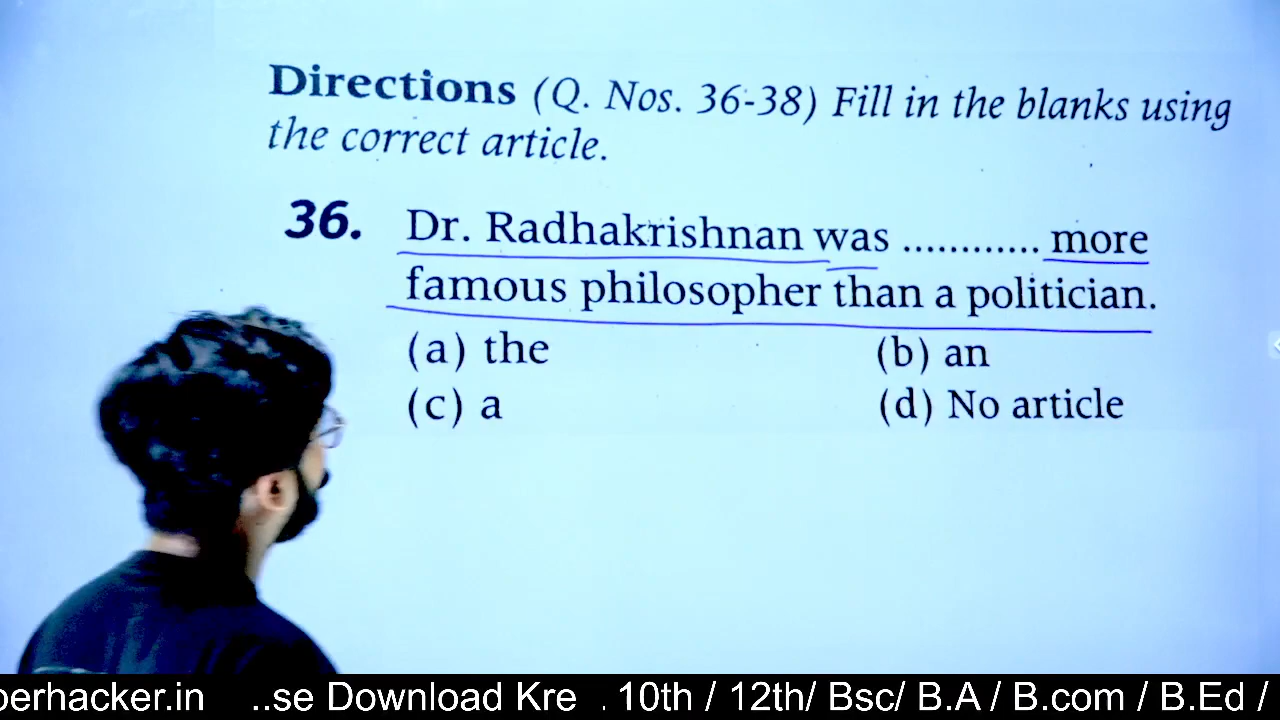 Directions (Q. Nos. 36-38) Fill in the blanks using
the correct article.
36. Dr. Radhakrishnan was ............ more
famous philosopher than a politician.
(a) the (b) an
(c) a (d) No article
perhacker.in ..se Download Kre . 10th / 12th/ Bsc/ B.A / B.com / B.Ed /